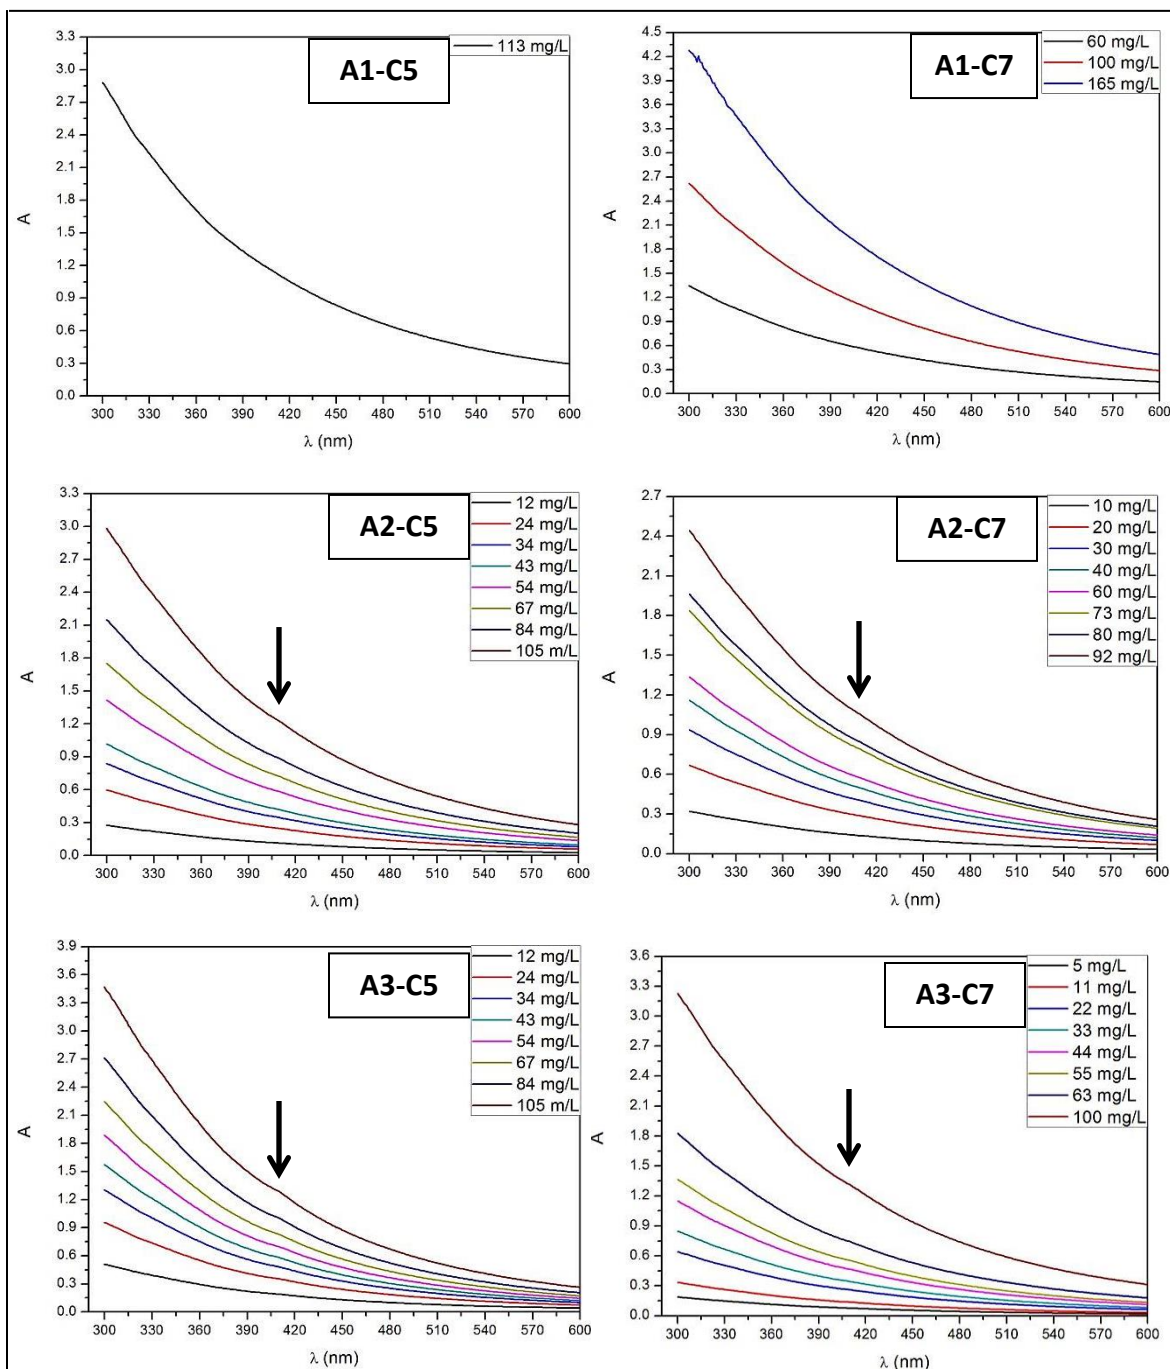 A1-C5
113 mg/L
3.3
3.0
2.7
2.4
2.1
1.8
1.5
1.2
0.9
0.6
0.3
0.0
A
300 330 360 390 420 450 480 510 540 570 600
λ (nm)
A1-C7
60 mg/L
100 mg/L
165 mg/L
4.5
4.2
3.9
3.6
3.3
3.0
2.7
2.4
2.1
1.8
1.5
1.2
0.9
0.6
0.3
0.0
A
300 330 360 390 420 450 480 510 540 570 600
λ (nm)
A2-C5
12 mg/L
24 mg/L
34 mg/L
43 mg/L
54 mg/L
67 mg/L
84 mg/L
105 m/L
3.3
3.0
2.7
2.4
2.1
1.8
1.5
1.2
0.9
0.6
0.3
0.0
A
300 330 360 390 420 450 480 510 540 570 600
λ (nm)
A2-C7
10 mg/L
20 mg/L
30 mg/L
40 mg/L
60 mg/L
73 mg/L
80 mg/L
92 mg/L
2.7
2.4
2.1
1.8
1.5
1.2
0.9
0.6
0.3
0.0
A
300 330 360 390 420 450 480 510 540 570 600
λ (nm)
A3-C5
12 mg/L
24 mg/L
34 mg/L
43 mg/L
54 mg/L
67 mg/L
84 mg/L
105 m/L
3.9
3.6
3.3
3.0
2.7
2.4
2.1
1.8
1.5
1.2
0.9
0.6
0.3
0.0
A
300 330 360 390 420 450 480 510 540 570 600
λ (nm)
A3-C7
5 mg/L
11 mg/L
22 mg/L
33 mg/L
44 mg/L
55 mg/L
63 mg/L
100 mg/L
3.6
3.3
3.0
2.7
2.4
2.1
1.8
1.5
1.2
0.9
0.6
0.3
0.0
A
300 330 360 390 420 450 480 510 540 570 600
λ (nm)